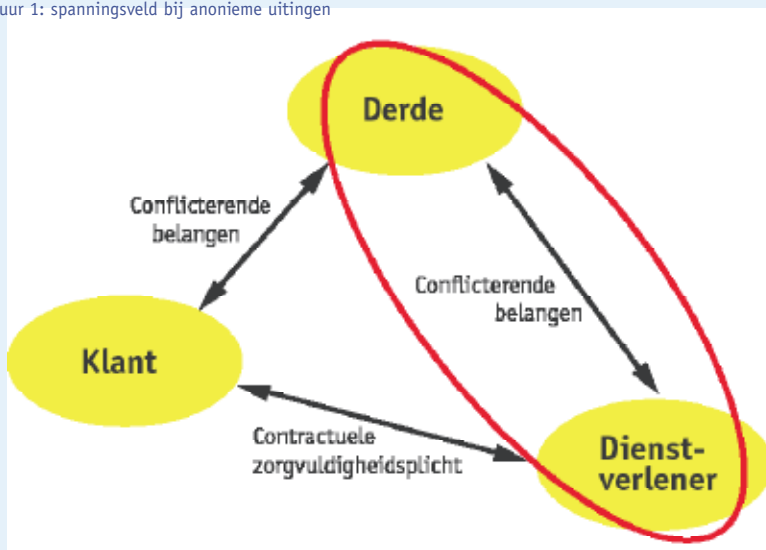 uur 1: spanningsveld bij anonieme uitingen
Derde
Conflicterende
belangen
Conflicterende
belangen
Klant
Contractuele
zorgvuldigheidsplicht
Dienst-
verlener